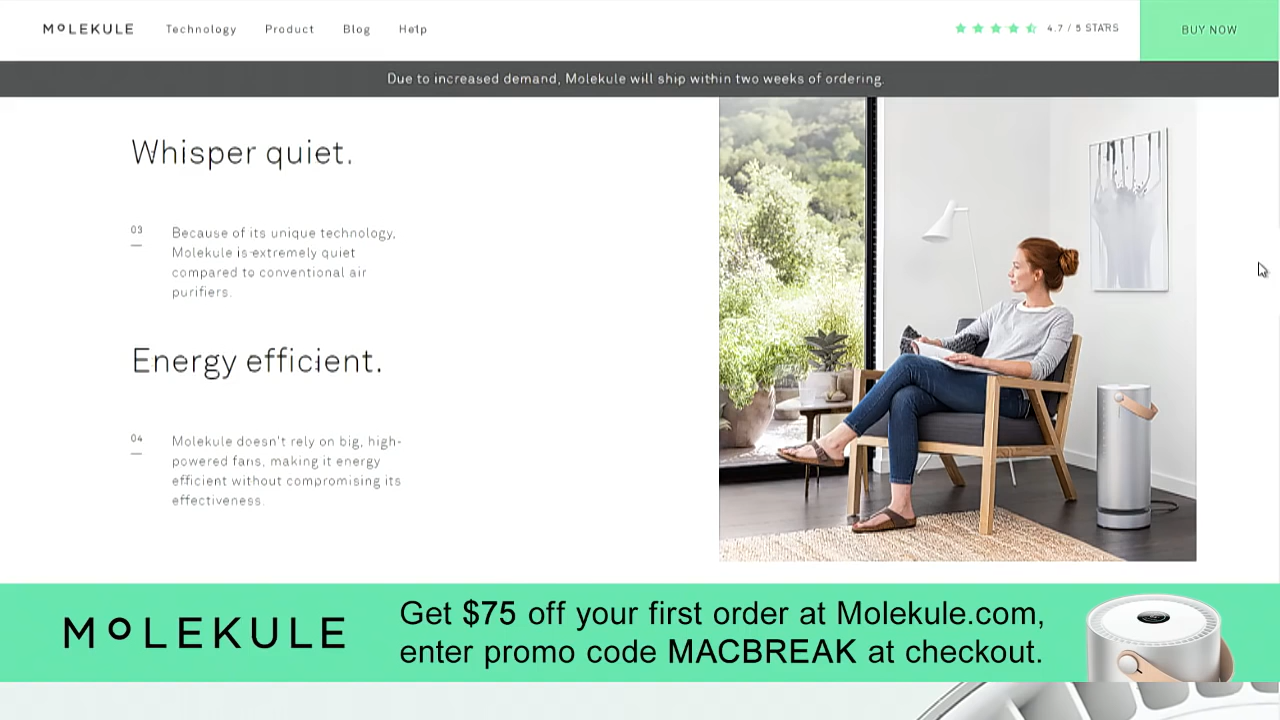 MOLEKULE Technology Product Blog Help 4.7 / 5 STARS BUY NOW
Due to increased demand, Molekule will ship within two weeks of ordering.
Whisper quiet.
03 Because of its unique technology,
Molekule is extremely quiet
compared to conventional air
purifiers.
Energy efficient.
04 Molekule doesn't rely on big, high-
powered fans, making it energy
efficient without compromising its
effectiveness.
MOLEKULE
Get $75 off your first order at Molekule.com,
enter promo code MACBREAK at checkout.